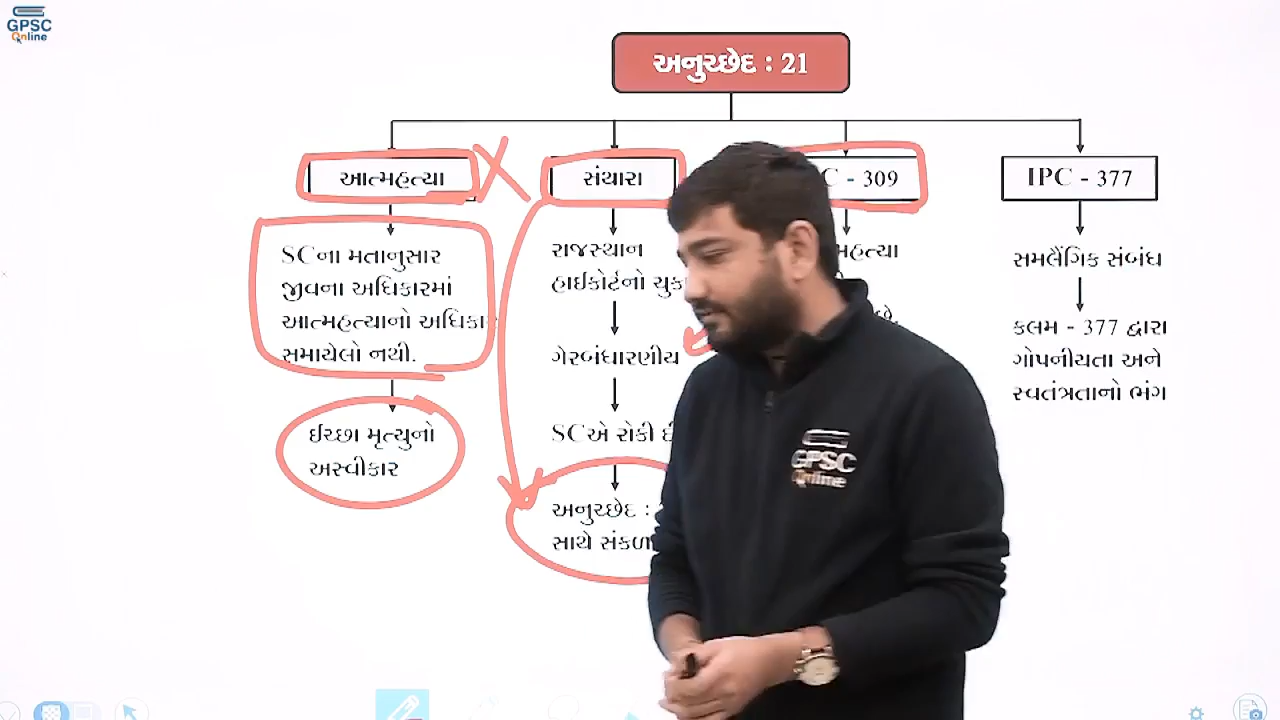 GPSC
Online
અનુચ્છેદ : 21
આત્મહત્યા
SCના મતાનુસાર
જીવના અધિકારમાં
આત્મહત્યાનો અધિકાર
સમાયેલો નથી.
ઈચ્છા મૃત્યુનો
અસ્વીકાર
સંથારા
રાજસ્થાન
હાઈકોર્ટનો
ગેરબંધારણીય
SCએ રોકી
અનુચ્છેદ :
સાથે
C - 309
છે.
IPC - 377
સમલૈંગિક સંબંધ
કલમ - 377 દ્વારા
ગોપનીયતા અને
સ્વતંત્રતાનો ભંગ
GPSC
Online